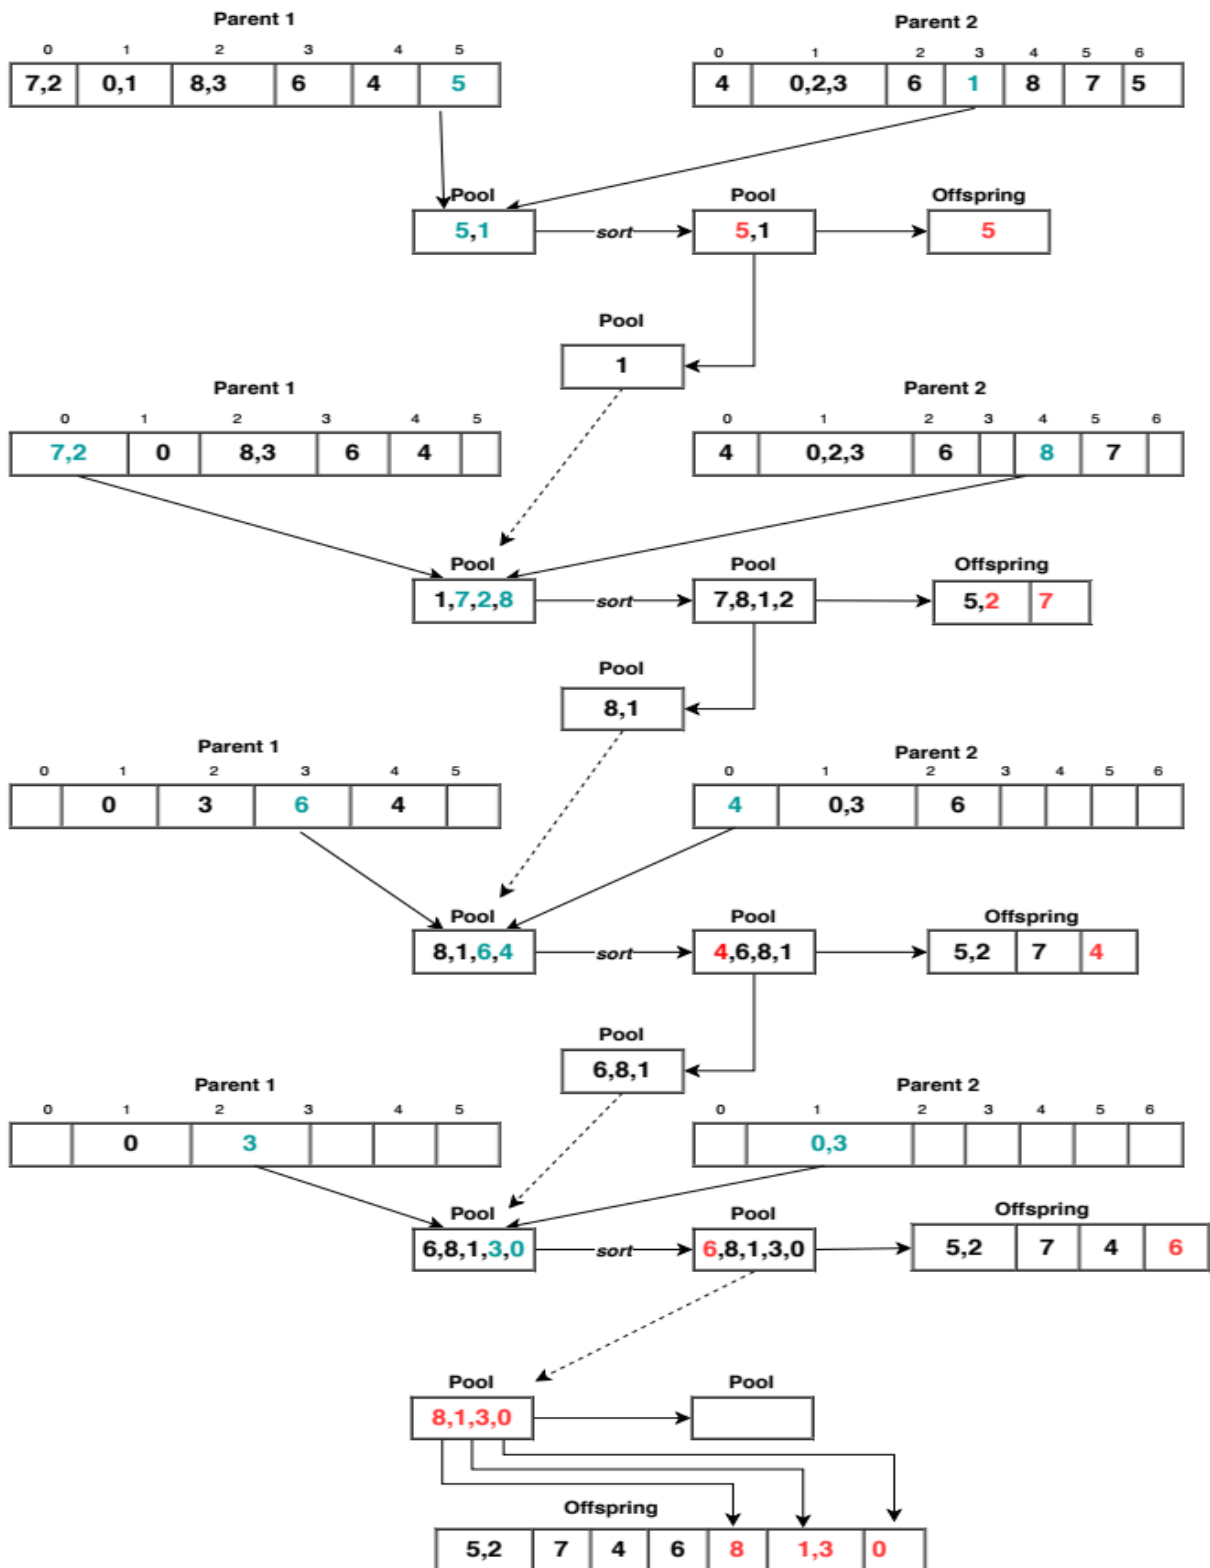 Parent 1
Parent 2
0 1 2 3 4 5
0 1 2 3 4 5 6
7,2 0,1 8,3 6 4 5
4 0,2,3 6 1 8 7 5
Pool Pool Offspring
5,1 sort 5,1 5
Pool
1
Parent 1 Parent 2
0 1 2 3 4 5
0 1 2 3 4 5 6
7,2 0 8,3 6 4
4 0,2,3 6 8 7
Pool Pool Offspring
1,7,2,8 sort 7,8,1,2 5,2 7
Pool
8,1
Parent 1
Parent 2
0 1 2 3 4 5
0 1 2 3 4 5 6
0 3 6 4
4 0,3 6
Pool Pool Offspring
8,1,6,4 sort 4,6,8,1 5,2 7 4
Pool
6,8,1
Parent 1 Parent 2
0 1 2 3 4 5
0 1 2 3 4 5 6
0 3
0,3
Pool Pool Offspring
6,8,1,3,0 sort 6,8,1,3,0 5,2 7 4 6
Pool Pool
8,1,3,0
Offspring
5,2 7 4 6 8 1,3 0